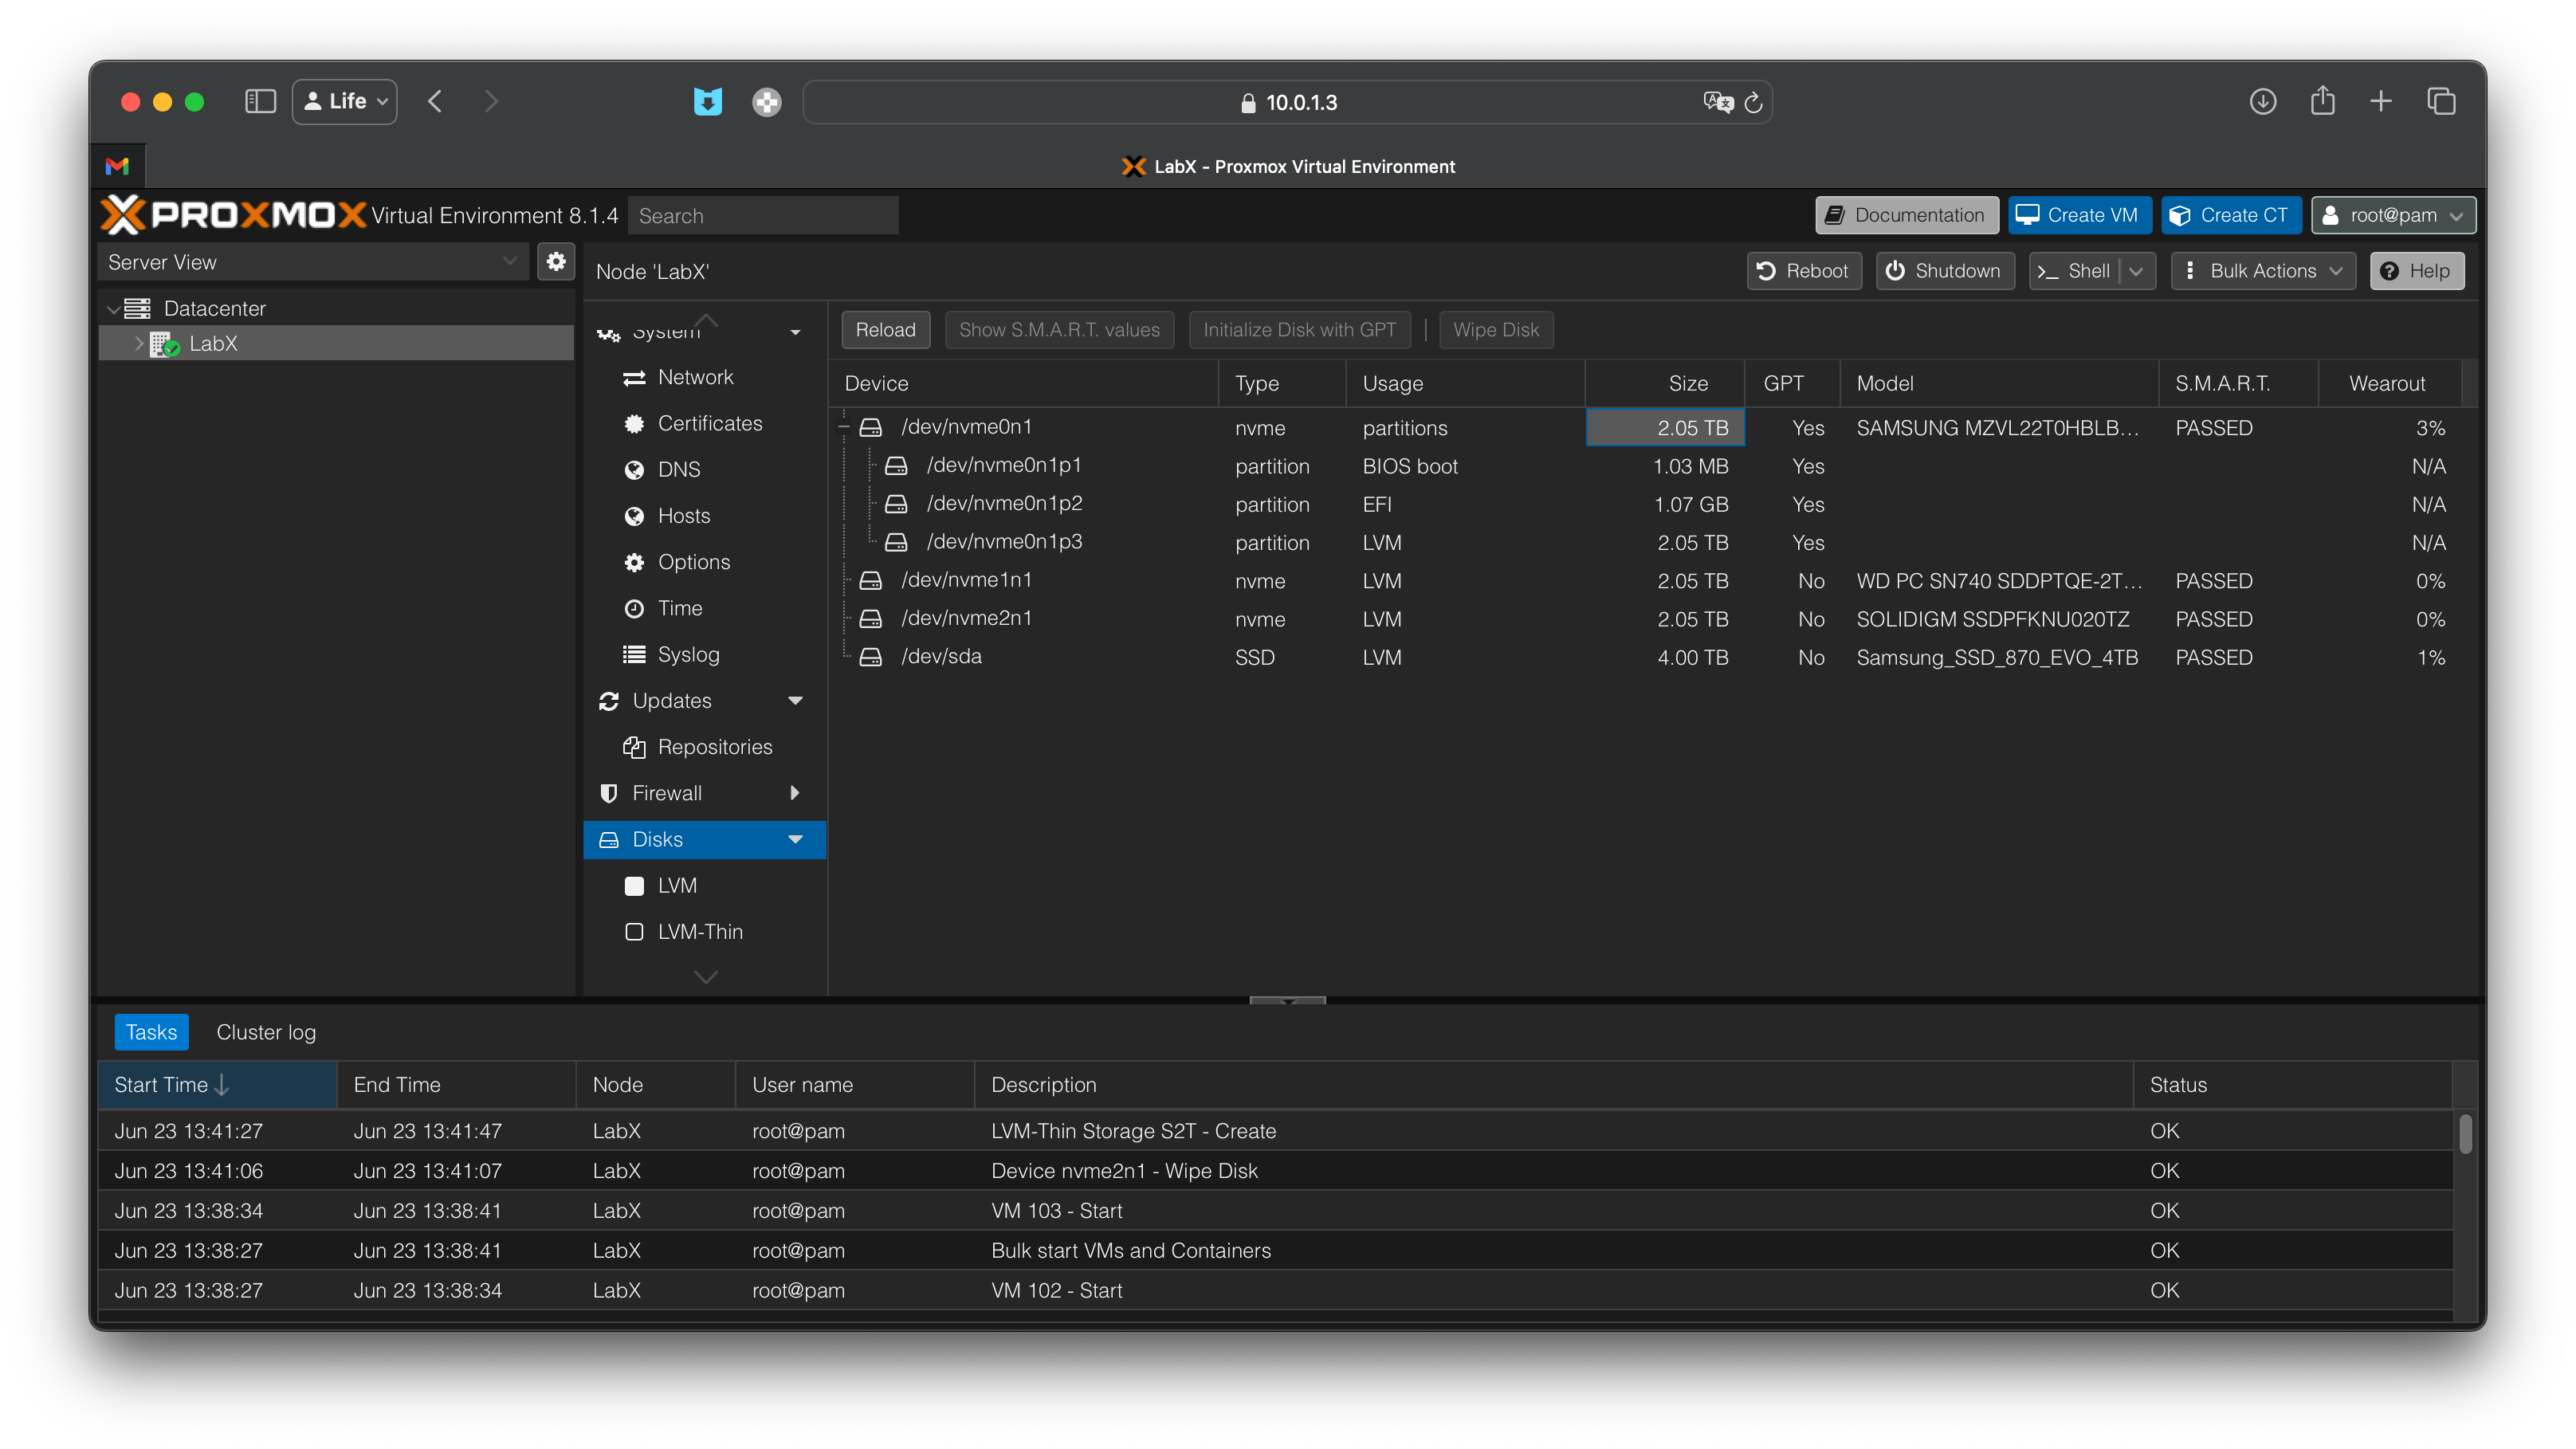 Life
10.0.1.3
LabX - Proxmox Virtual Environment
PROXMOX Virtual Environment 8.1.4 Search Documentation Create VM Create CT root@pam
Server View
Node 'LabX' Reboot Shutdown Shell Bulk Actions Help
Datacenter
LabX
System
Network
Certificates
DNS
Hosts
Options
Time
Syslog
Updates
Repositories
Firewall
Disks
LVM
LVM-Thin
Reload Show S.M.A.R.T. values Initialize Disk with GPT | Wipe Disk
Device Type Usage Size GPT Model S.M.A.R.T. Wearout
/dev/nvme0n1 nvme partitions 2.05 TB Yes SAMSUNG MZVL22T0HBLB... PASSED 3%
/dev/nvme0n1p1 partition BIOS boot 1.03 MB Yes N/A
/dev/nvme0n1p2 partition EFI 1.07 GB Yes N/A
/dev/nvme0n1p3 partition LVM 2.05 TB Yes N/A
/dev/nvme1n1 nvme LVM 2.05 TB No WD PC SN740 SDDPTQE-2T... PASSED 0%
/dev/nvme2n1 nvme LVM 2.05 TB No SOLIDIGM SSDPFKNU020TZ PASSED 0%
/dev/sda SSD LVM 4.00 TB No Samsung_SSD_870_EVO_4TB PASSED 1%
Tasks Cluster log
Start Time End Time Node User name Description Status
Jun 23 13:41:27 Jun 23 13:41:47 LabX root@pam LVM-Thin Storage S2T - Create OK
Jun 23 13:41:06 Jun 23 13:41:07 LabX root@pam Device nvme2n1 - Wipe Disk OK
Jun 23 13:38:34 Jun 23 13:38:41 LabX root@pam VM 103 - Start OK
Jun 23 13:38:27 Jun 23 13:38:41 LabX root@pam Bulk start VMs and Containers OK
Jun 23 13:38:27 Jun 23 13:38:34 LabX root@pam VM 102 - Start OK